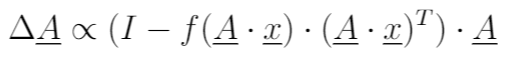 ΔA̲ ∝ (I − f(A̲ · x̲) · (A̲ · x̲)ᵀ) · A̲